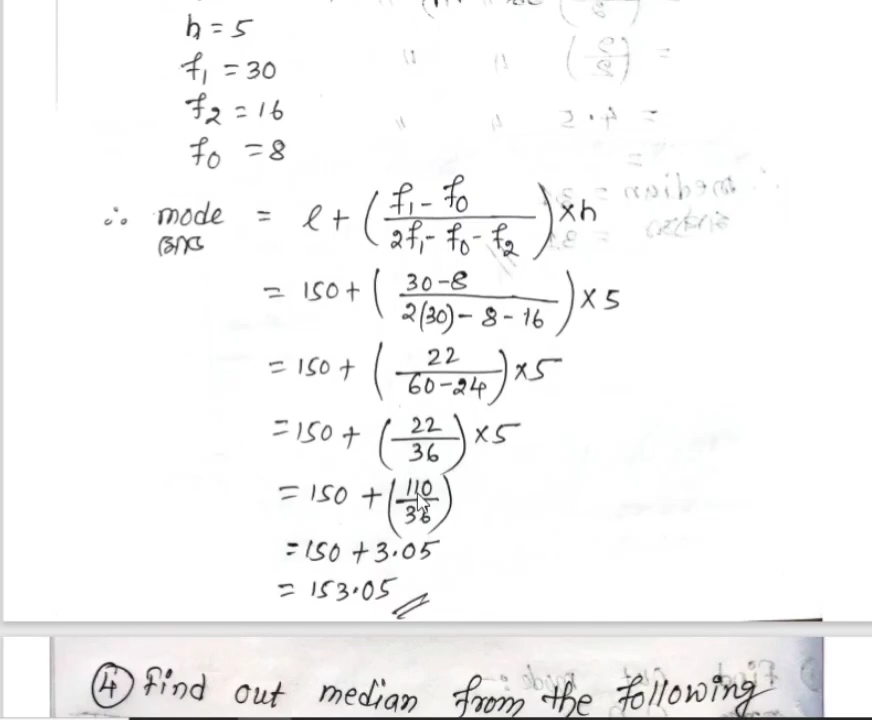 h = 5
f₁ = 30
f₂ = 16
f₀ = 8
∴ mode = l + (f₁ - f₀ / 2f₁ - f₀ - f₂) × h
= 150 + (30 - 8 / 2(30) - 8 - 16) × 5
= 150 + (22 / 60 - 24) × 5
= 150 + (22 / 36) × 5
= 150 + (110 / 36)
= 150 + 3.05
= 153.05
④ find out median from the following